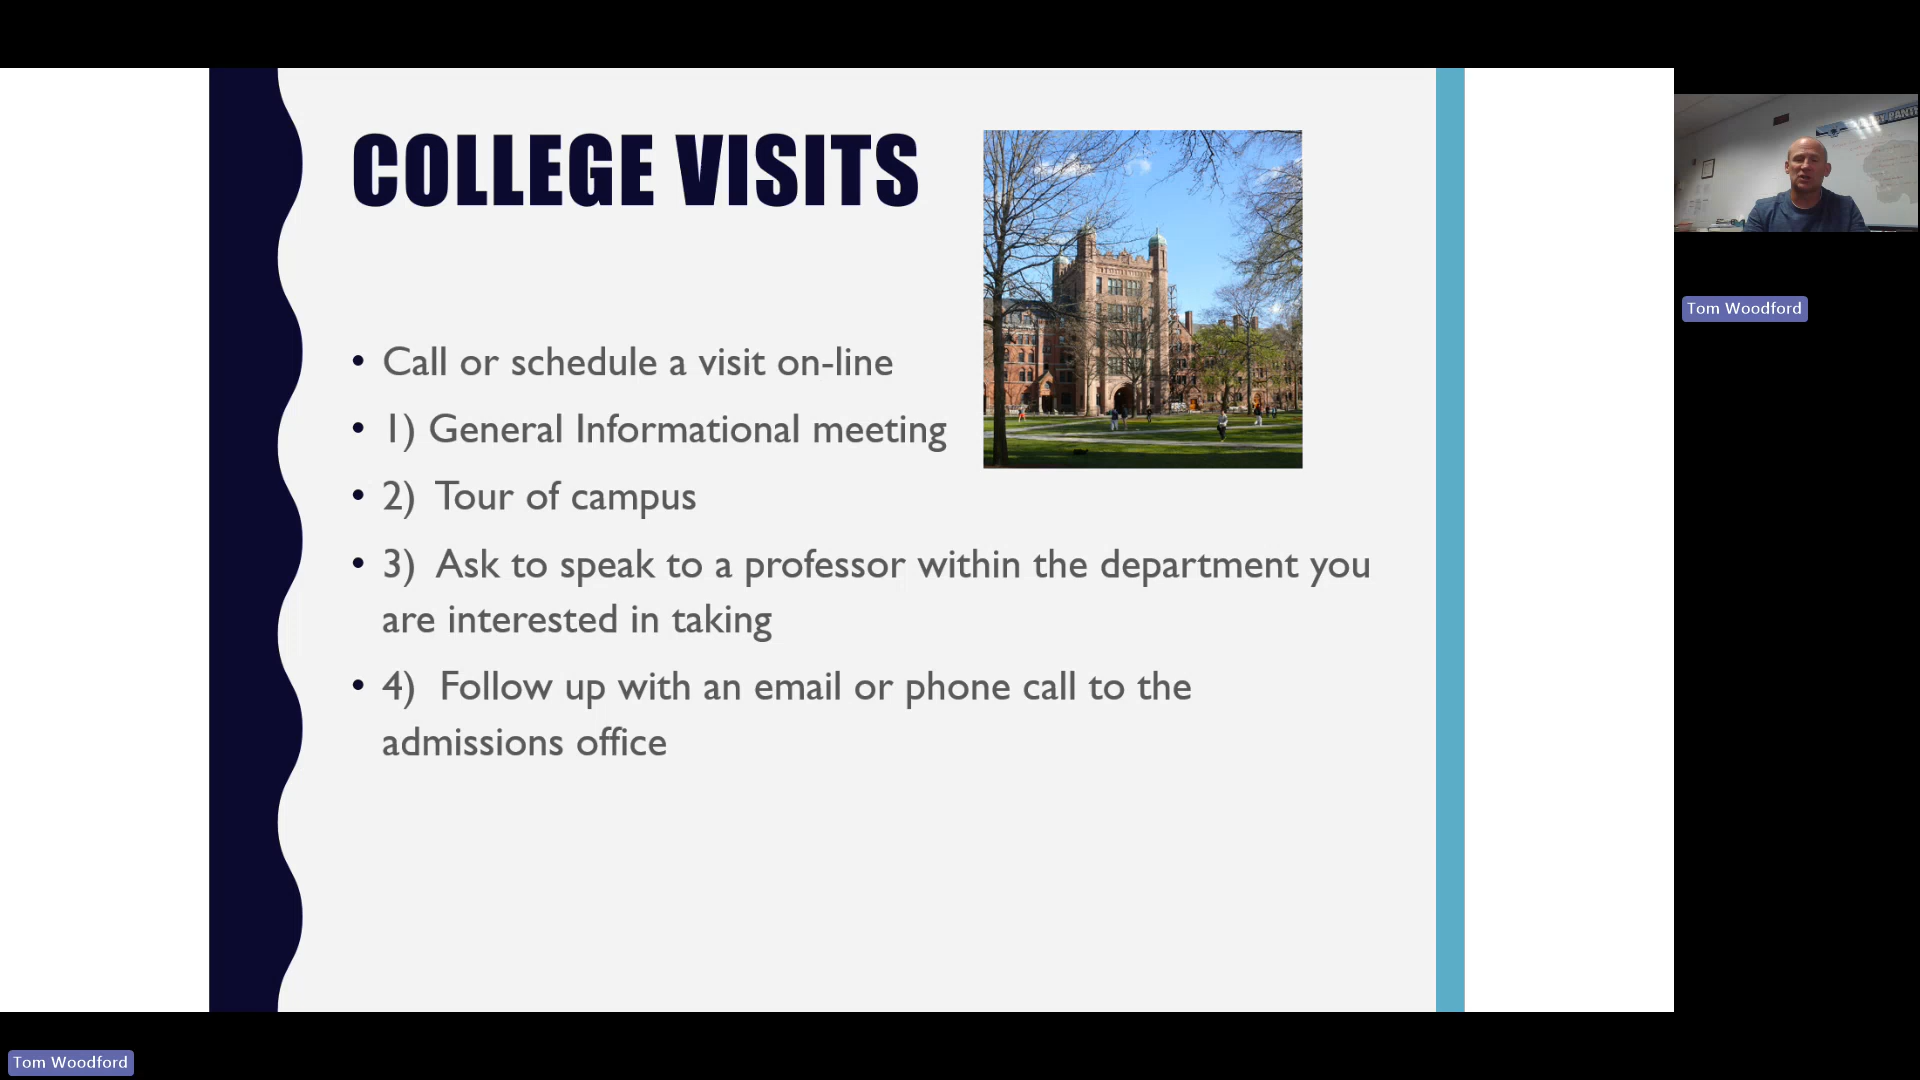 COLLEGE VISITS
• Call or schedule a visit on-line
• 1) General Informational meeting
• 2) Tour of campus
• 3) Ask to speak to a professor within the department you
are interested in taking
• 4) Follow up with an email or phone call to the
admissions office
Tom Woodford
Tom Woodford